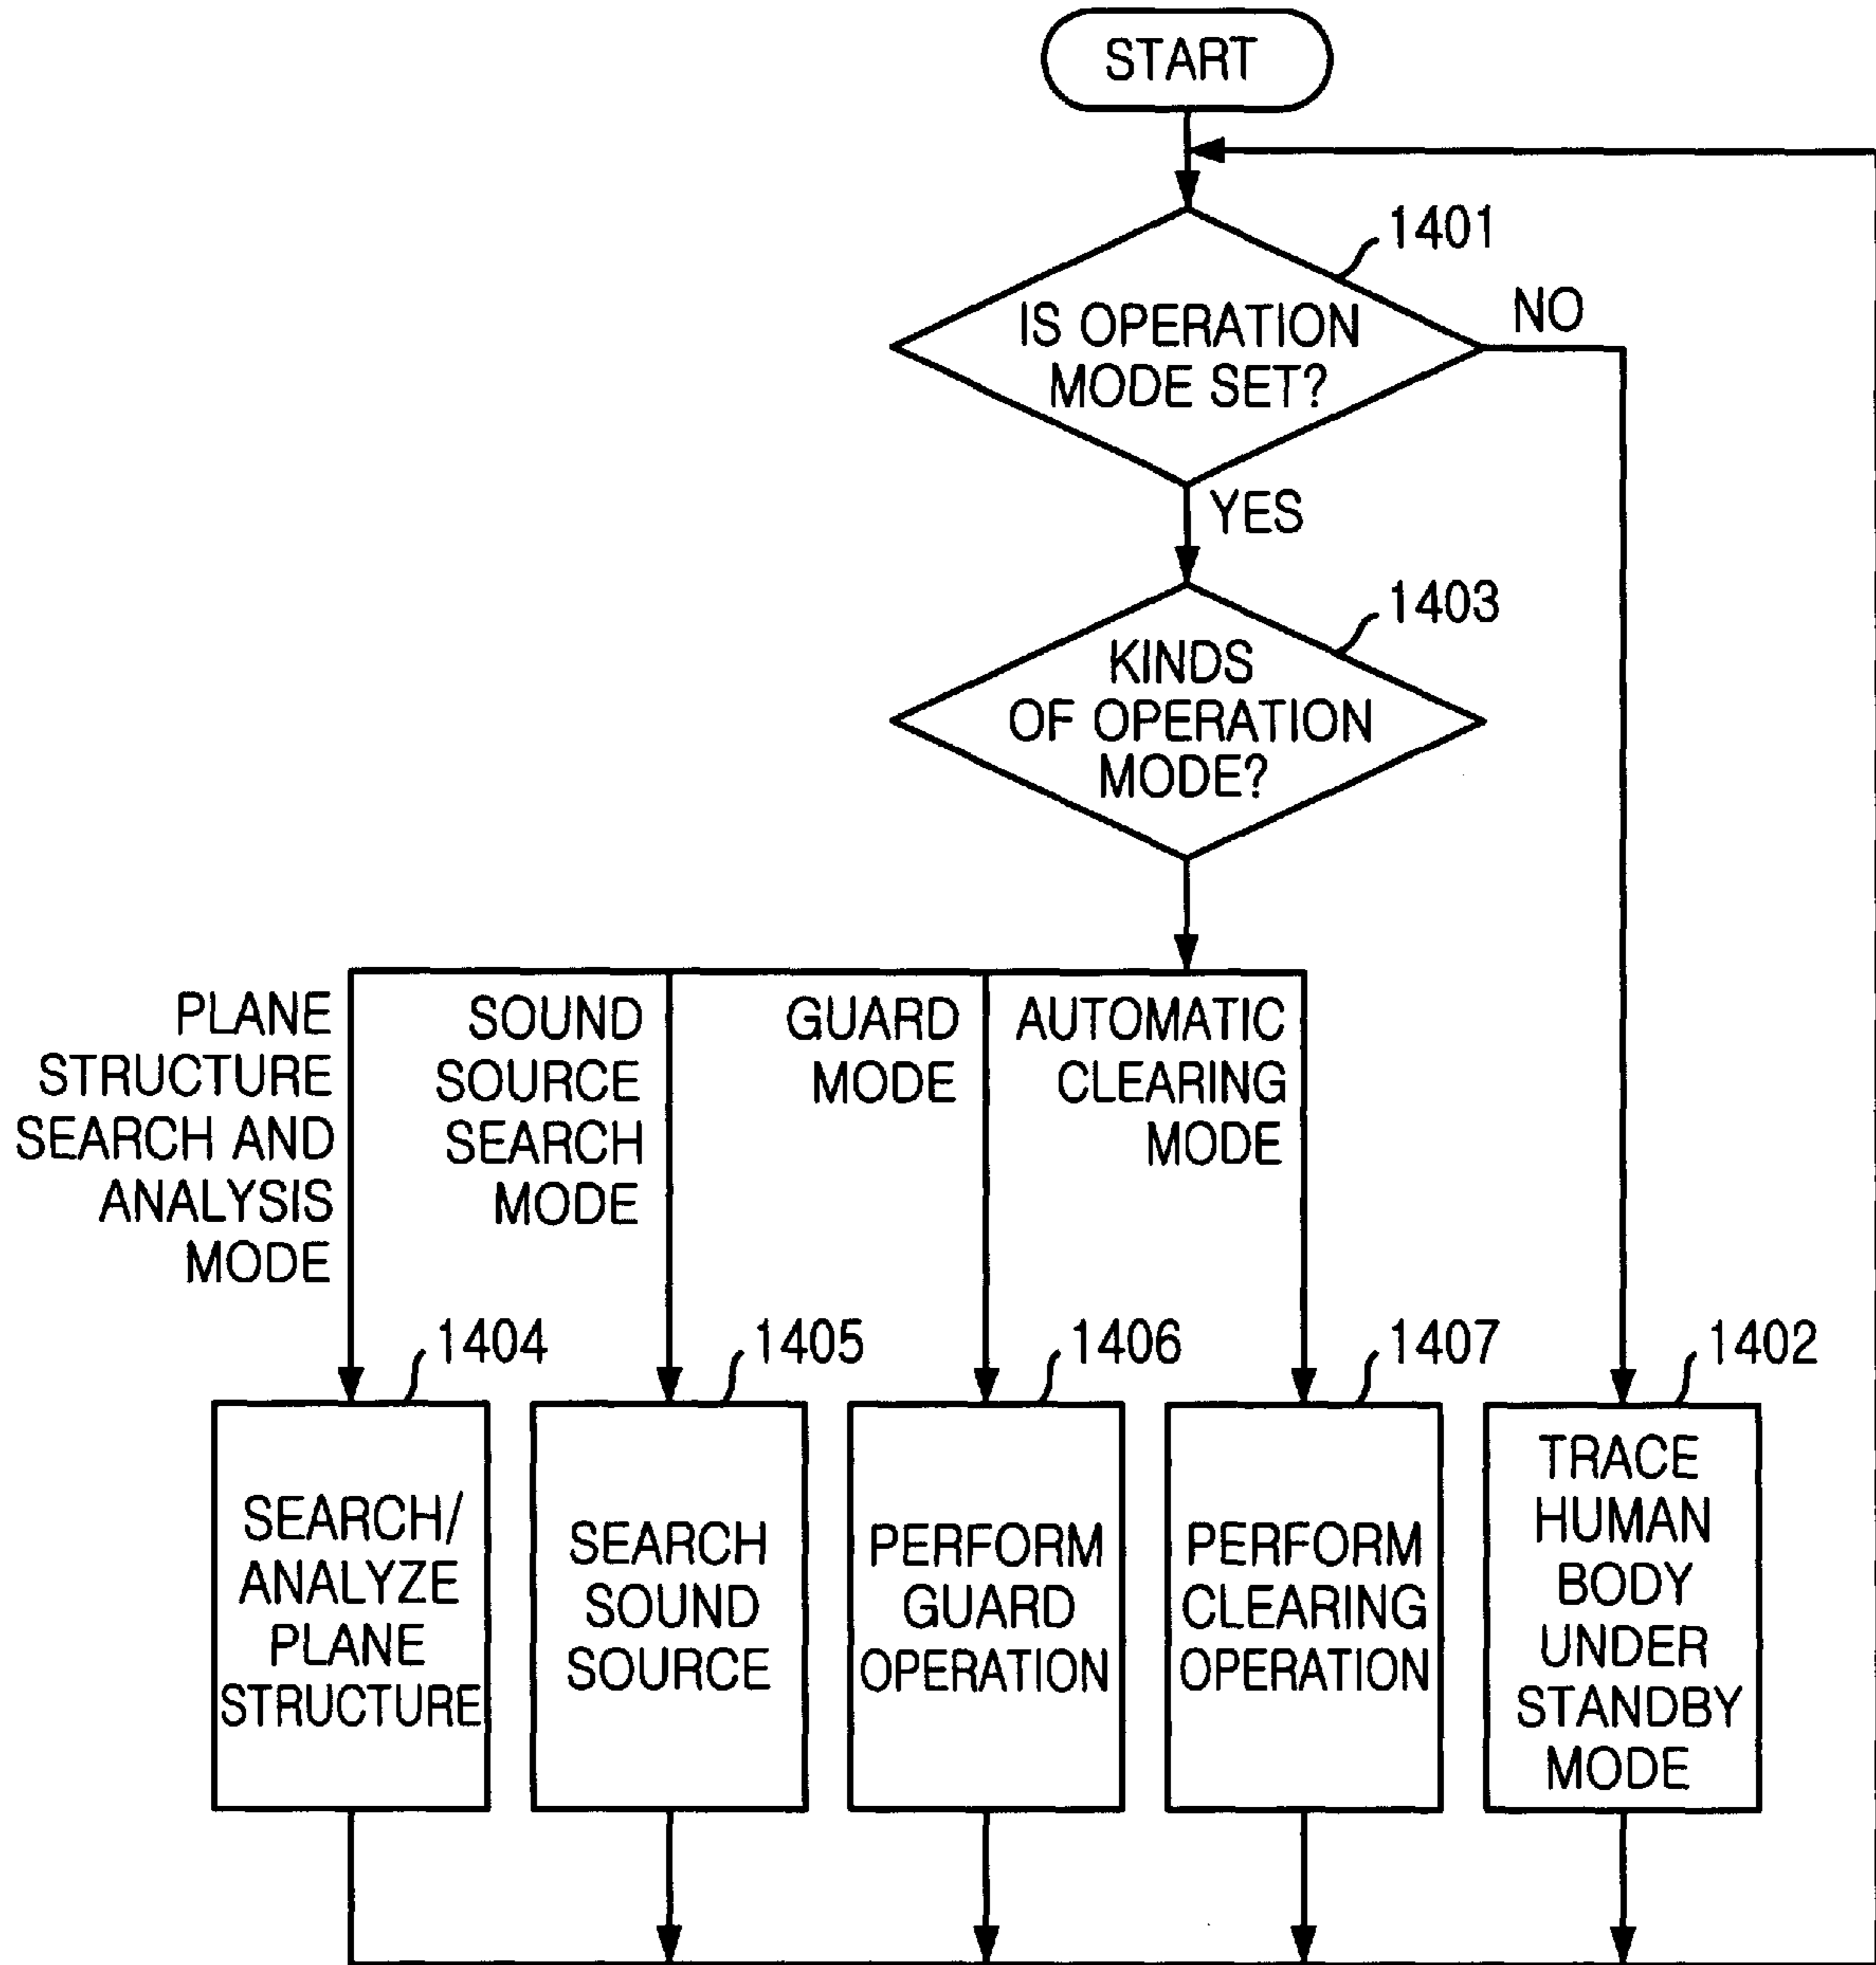 START
1401
IS OPERATION
MODE SET?
NO
YES
1403
KINDS
OF OPERATION
MODE?
PLANE
STRUCTURE
SEARCH AND
ANALYSIS
MODE
SOUND
SOURCE
SEARCH
MODE
GUARD
MODE
AUTOMATIC
CLEARING
MODE
1404
SEARCH/
ANALYZE
PLANE
STRUCTURE
1405
SEARCH
SOUND
SOURCE
1406
PERFORM
GUARD
OPERATION
1407
PERFORM
CLEARING
OPERATION
1402
TRACE
HUMAN
BODY
UNDER
STANDBY
MODE